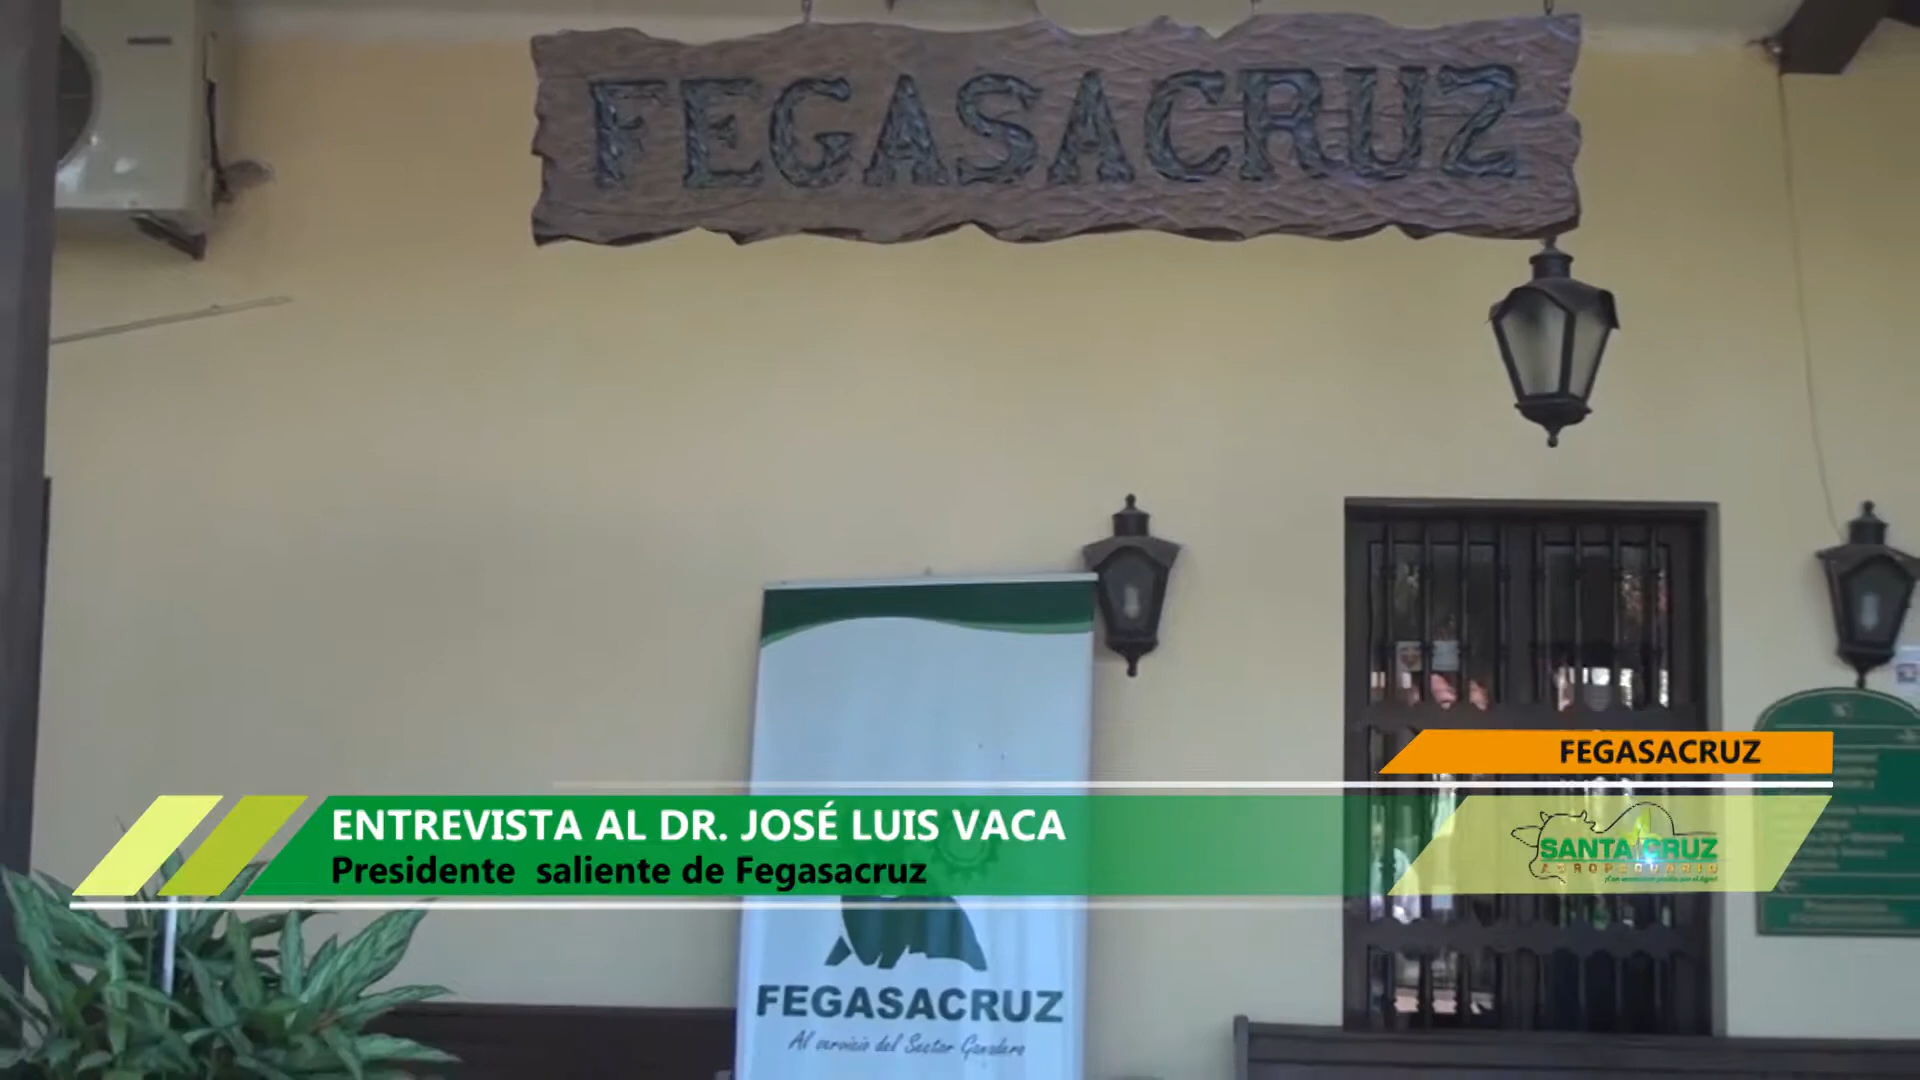 FEGASACRUZ
FEGASACRUZ
ENTREVISTA AL DR. JOSÉ LUIS VACA
Presidente saliente de Fegasacruz
SANTA CRUZ
AGROPECUARIO
FEGASACRUZ
Al servicio del Sector Ganadero